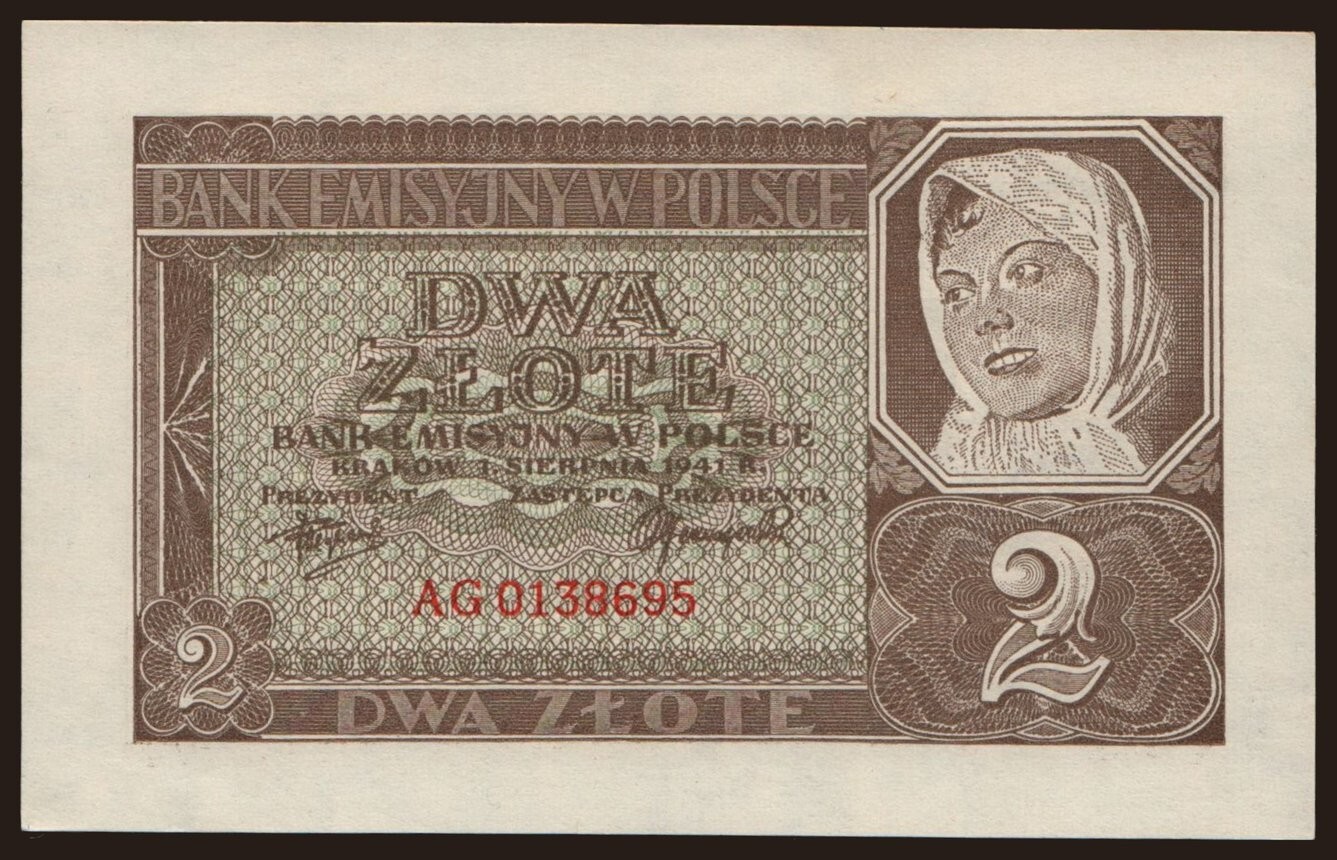 BANK EMISYJNY W POLSCE
DWA
ZŁOTE
BANK EMISYJNY W POLSCE
KRAKÓW 1. SIERPNIA 1941 R.
PREZYDENT ZASTĘPCA PREZYDENTA
AG 0138695
2
2
DWA ZŁOTE